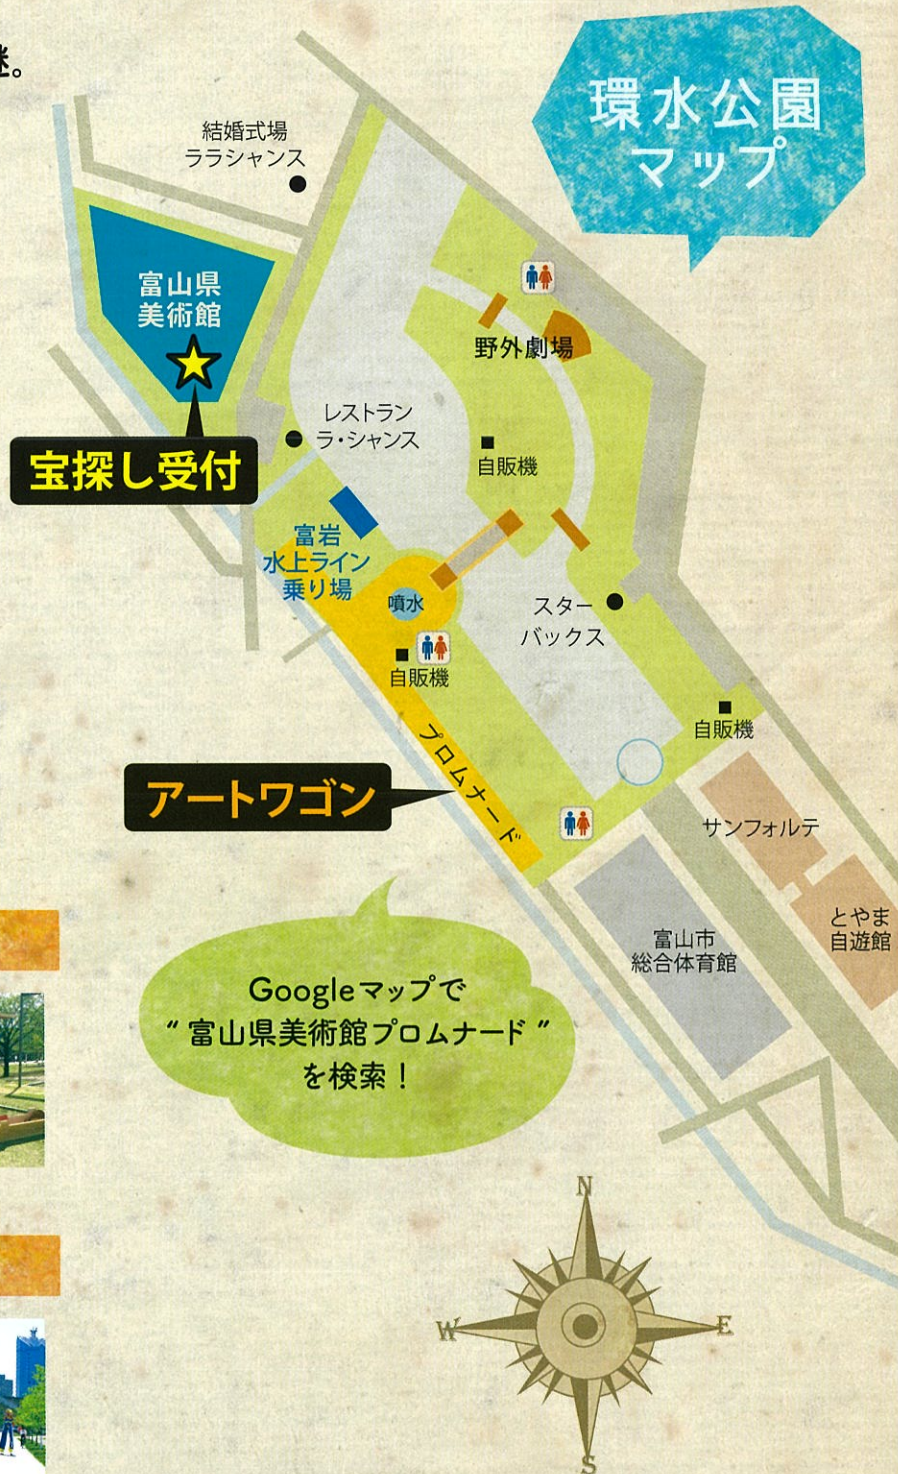 謎。
環水公園
マップ
結婚式場
ララシャンス
富山県
美術館
宝探し受付
野外劇場
レストラン
ラ・シャンス
自販機
富岩
水上ライン
乗り場
噴水
スター
バックス
自販機
自販機
プロムナード
アートワゴン
サンフォルテ
とやま
自遊館
富山市
総合体育館
Googleマップで
“富山県美術館プロムナード”
を検索！
N
W
E
S